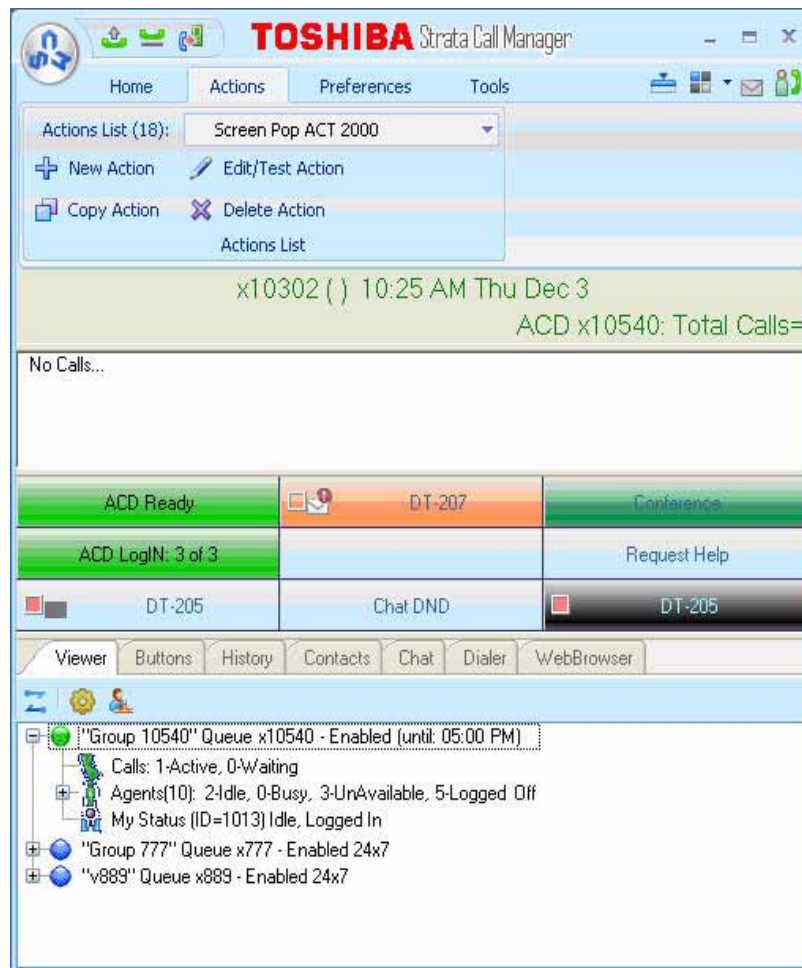 TOSHIBA Strata Call Manager
Home Actions Preferences Tools
Actions List (18): Screen Pop ACT 2000
New Action Edit/Test Action
Copy Action Delete Action
Actions List
x10302 ( ) 10:25 AM Thu Dec 3
ACD x10540: Total Calls=
No Calls...
ACD Ready DT-207 Conference
ACD LogIN: 3 of 3 Request Help
DT-205 Chat DND DT-205
Viewer Buttons History Contacts Chat Dialer WebBrowser
"Group 10540" Queue x10540 - Enabled (until: 05:00 PM)
Calls: 1-Active, 0-Waiting
Agents(10): 2-Idle, 0-Busy, 3-UnAvailable, 5-Logged Off
My Status (ID=1013) Idle, Logged In
"Group 777" Queue x777 - Enabled 24x7
"v889" Queue x889 - Enabled 24x7